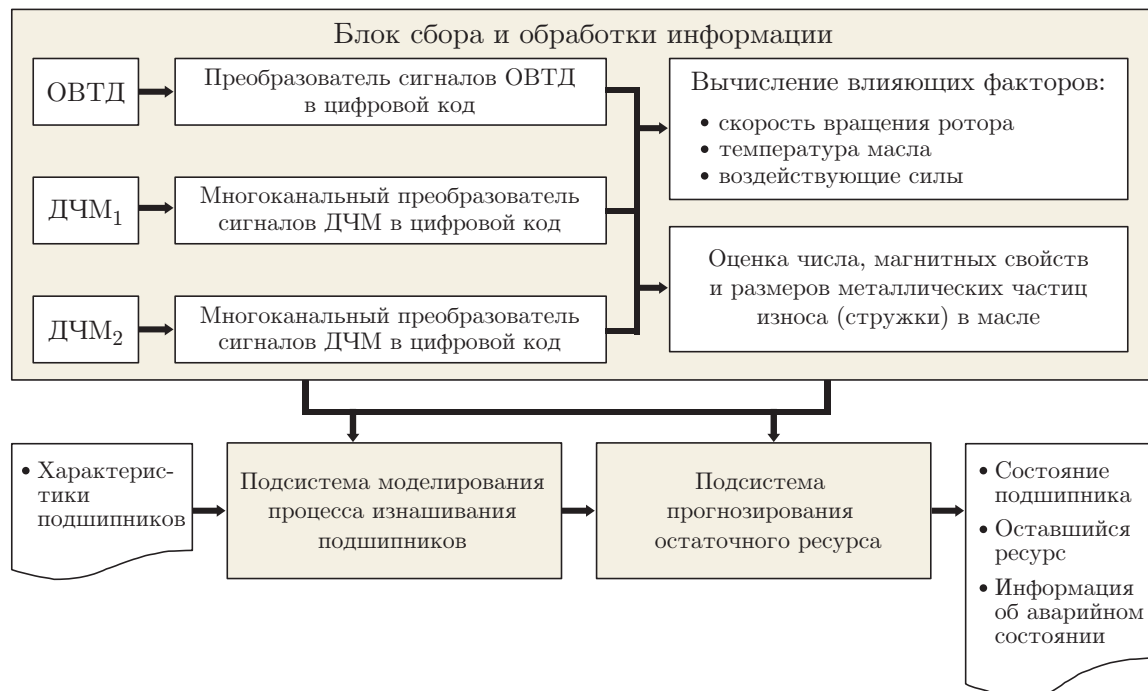 Блок сбора и обработки информации
ОВТД
Преобразователь сигналов ОВТД
в цифровой код
ДЧМ₁
Многоканальный преобразователь
сигналов ДЧМ в цифровой код
ДЧМ₂
Многоканальный преобразователь
сигналов ДЧМ в цифровой код
Вычисление влияющих факторов:
• скорость вращения ротора
• температура масла
• воздействующие силы
Оценка числа, магнитных свойств
и размеров металлических частиц
износа (стружки) в масле
• Характерис-
тики
подшипников
Подсистема моделирования
процесса изнашивания
подшипников
Подсистема
прогнозирования
остаточного ресурса
• Состояние
подшипника
• Оставшийся
ресурс
• Информация
об аварийном
состоянии